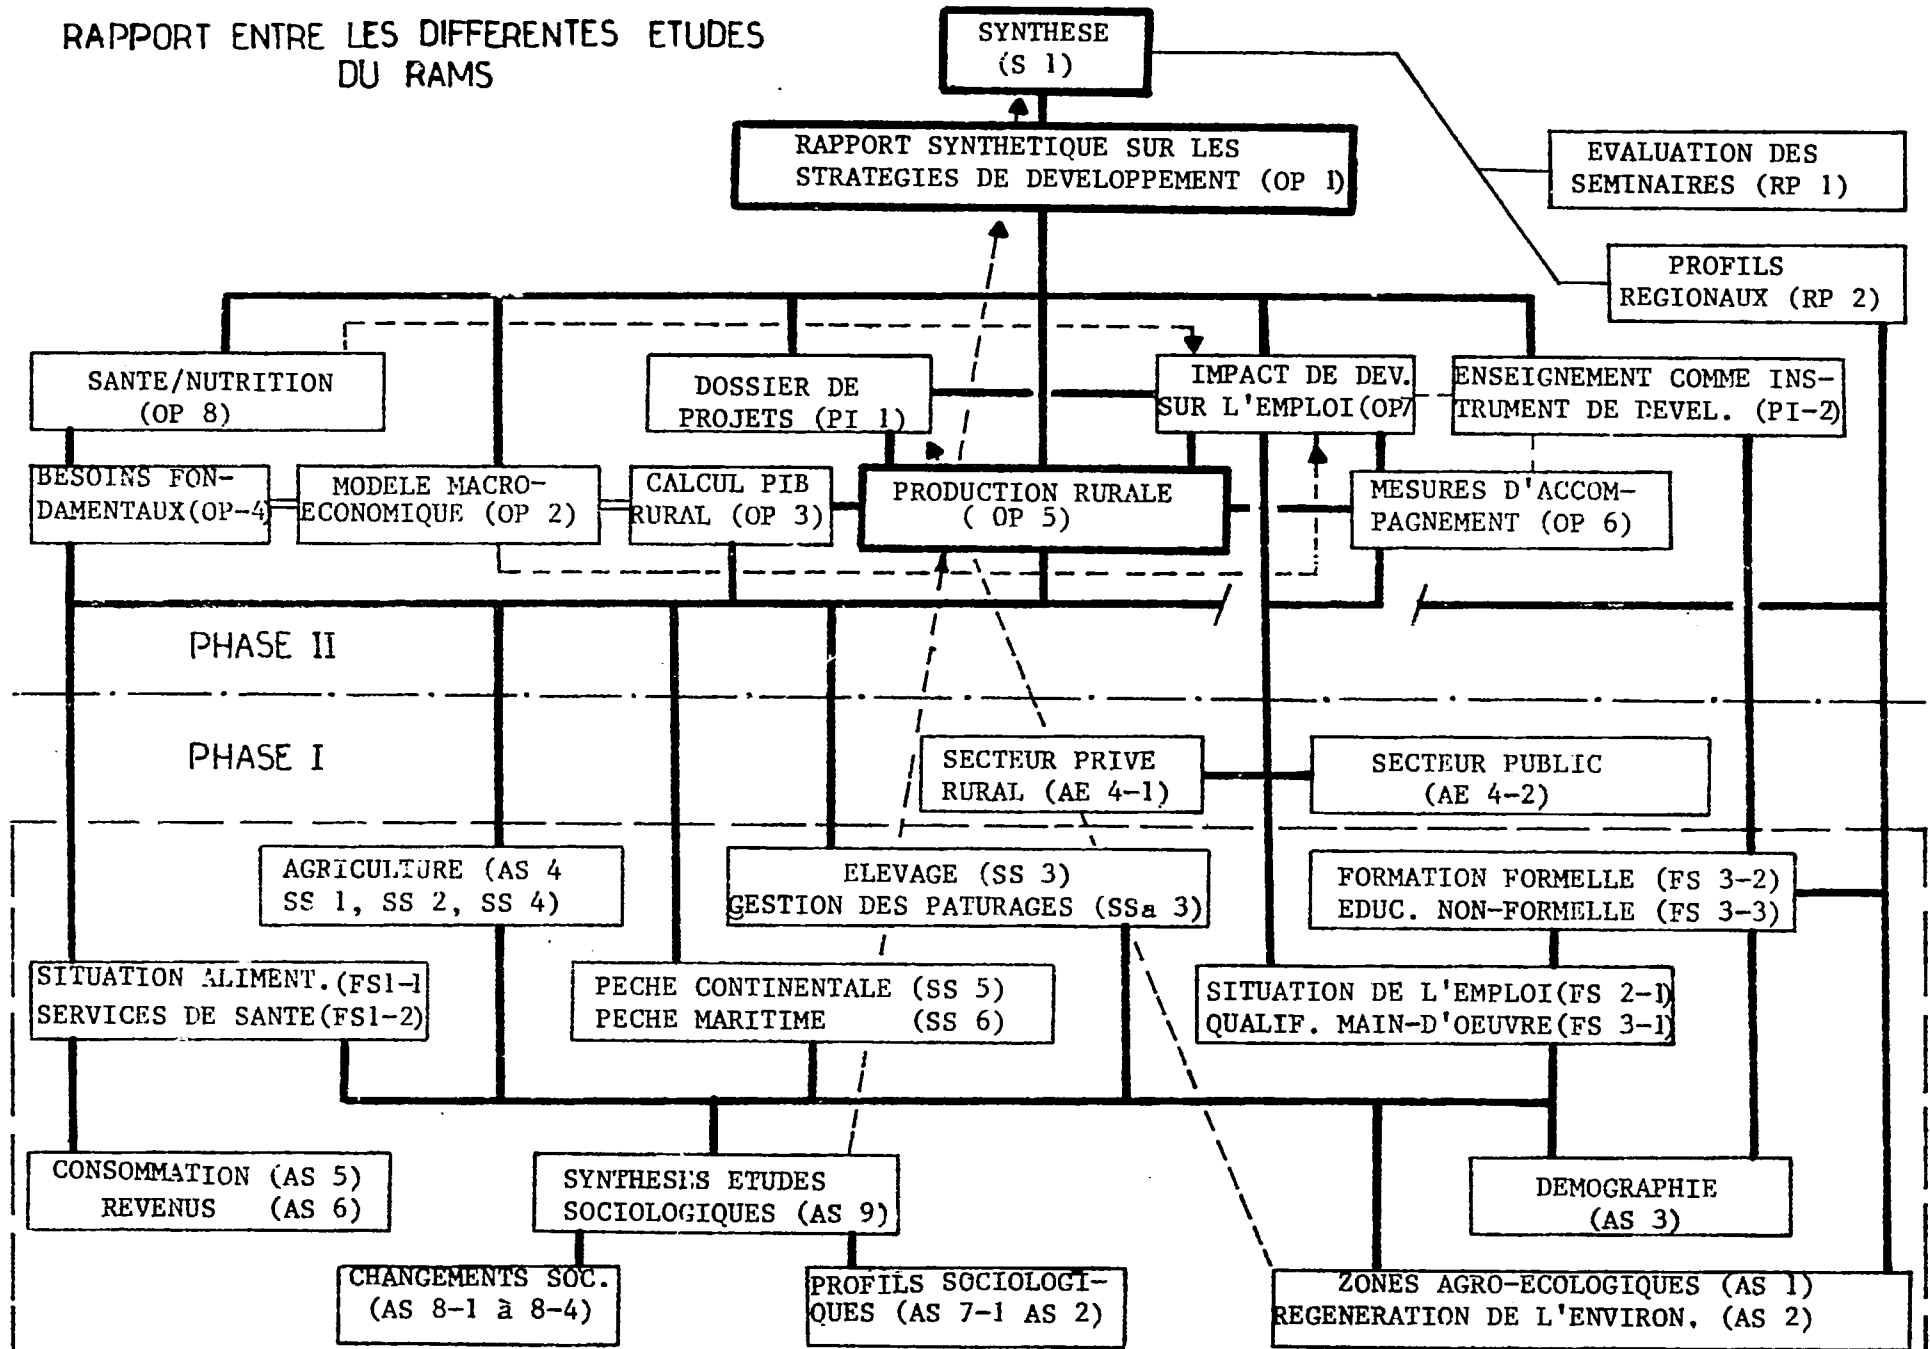 RAPPORT ENTRE LES DIFFERENTES ETUDES
DU RAMS
SYNTHESE
(S 1)
RAPPORT SYNTHETIQUE SUR LES
STRATEGIES DE DEVELOPPEMENT (OP 1)
EVALUATION DES
SEMINAIRES (RP 1)
PROFILS
REGIONAUX (RP 2)
SANTE/NUTRITION
(OP 8)
DOSSIER DE
PROJETS (PI 1)
IMPACT DE DEV.
SUR L'EMPLOI(OP7
ENSEIGNEMENT COMME INS-
TRUMENT DE DEVEL. (PI-2)
BESOINS FON-
DAMENTAUX(OP-4)
MODELE MACRO-
ECONOMIQUE (OP 2)
CALCUL PIB
RURAL (OP 3)
PRODUCTION RURALE
( OP 5)
MESURES D'ACCOM-
PAGNEMENT (OP 6)
PHASE II
PHASE I
SECTEUR PRIVE
RURAL (AE 4-1)
SECTEUR PUBLIC
(AE 4-2)
AGRICULTURE (AS 4
SS 1, SS 2, SS 4)
ELEVAGE (SS 3)
GESTION DES PATURAGES (SSa 3)
FORMATION FORMELLE (FS 3-2)
EDUC. NON-FORMELLE (FS 3-3)
SITUATION ALIMENT.(FS1-1
SERVICES DE SANTE(FS1-2)
PECHE CONTINENTALE (SS 5)
PECHE MARITIME (SS 6)
SITUATION DE L'EMPLOI(FS 2-1)
QUALIF. MAIN-D'OEUVRE(FS 3-1)
CONSOMMATION (AS 5)
REVENUS (AS 6)
SYNTHESES ETUDES
SOCIOLOGIQUES (AS 9)
DEMOGRAPHIE
(AS 3)
CHANGEMENTS SOC.
(AS 8-1 à 8-4)
PROFILS SOCIOLOGI-
QUES (AS 7-1 AS 2)
ZONES AGRO-ECOLOGIQUES (AS 1)
REGENERATION DE L'ENVIRON. (AS 2)